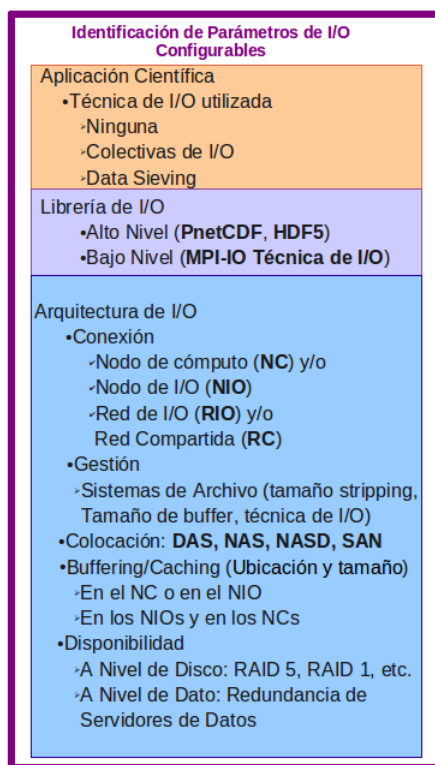 Identificación de Parámetros de I/O
Configurables
Aplicación Científica
•Técnica de I/O utilizada
➢Ninguna
➢Colectivas de I/O
➢Data Sieving
Librería de I/O
•Alto Nivel (PnetCDF, HDF5)
•Bajo Nivel (MPI-IO Técnica de I/O)
Arquitectura de I/O
•Conexión
✔Nodo de cómputo (NC) y/o
✔Nodo de I/O (NIO)
✔Red de I/O (RIO) y/o
Red Compartida (RC)
•Gestión
➢Sistemas de Archivo (tamaño stripping,
Tamaño de buffer, técnica de I/O)
•Colocación: DAS, NAS, NASD, SAN
•Buffering/Caching (Ubicación y tamaño)
➢En el NC o en el NIO
➢En los NIOs y en los NCs
•Disponibilidad
➢A Nivel de Disco: RAID 5, RAID 1, etc.
➢A Nivel de Dato: Redundancia de
Servidores de Datos